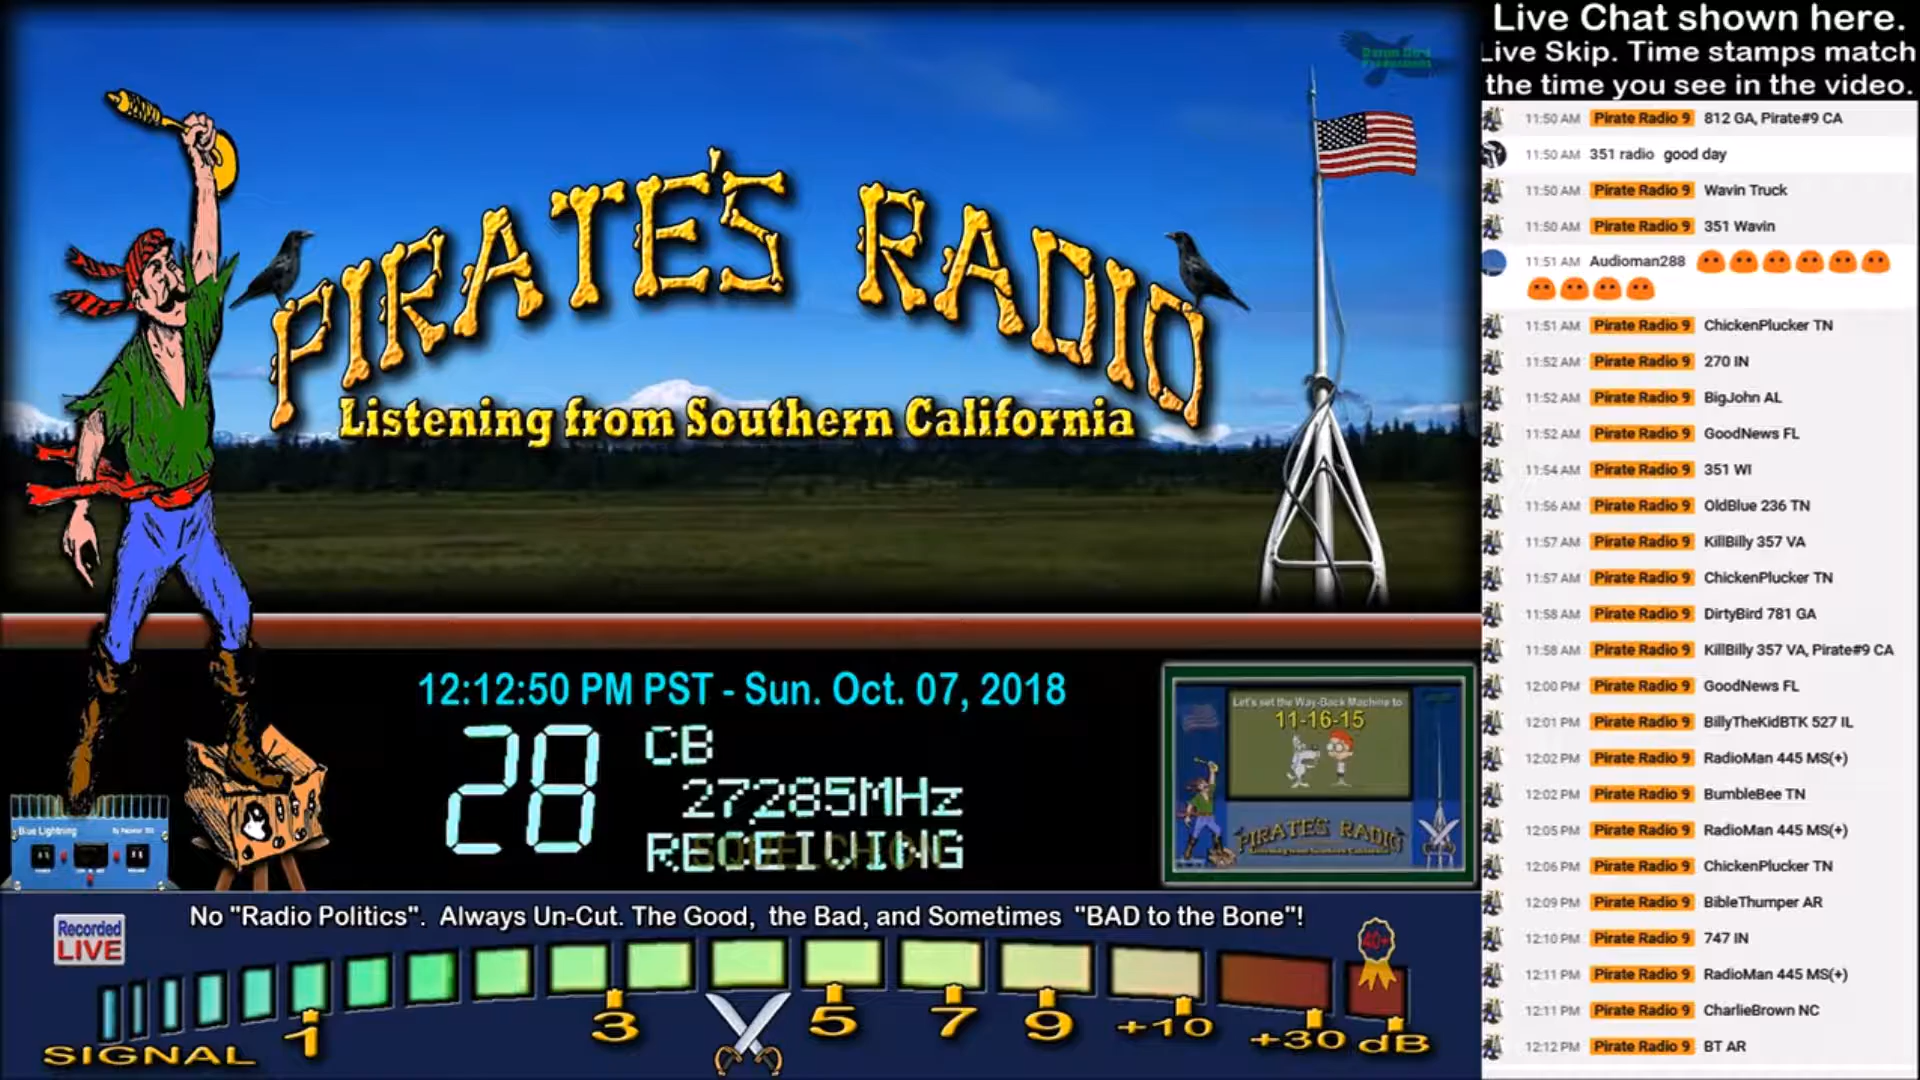 Live Chat shown here.
Live Skip. Time stamps match
the time you see in the video.
PIRATE'S RADIO
Listening from Southern California
12:12:50 PM PST - Sun. Oct. 07, 2018
28
CB
27.285MHz
RECEIVING
Let's set the Way-Back Machine to
11-16-15
PIRATE'S RADIO
Listening from Southern California
Blue Lightning
No "Radio Politics". Always Un-Cut. The Good, the Bad, and Sometimes "BAD to the Bone"!
Recorded
LIVE
40+
1 3 5 7 9 +10 +30 dB
SIGNAL
11:50 AM Pirate Radio 9 812 GA, Pirate#9 CA
11:50 AM 351 radio good day
11:50 AM Pirate Radio 9 Wavin Truck
11:50 AM Pirate Radio 9 351 Wavin
11:51 AM Audioman288
11:51 AM Pirate Radio 9 ChickenPlucker TN
11:52 AM Pirate Radio 9 270 IN
11:52 AM Pirate Radio 9 BigJohn AL
11:52 AM Pirate Radio 9 GoodNews FL
11:54 AM Pirate Radio 9 351 WI
11:56 AM Pirate Radio 9 OldBlue 236 TN
11:57 AM Pirate Radio 9 KillBilly 357 VA
11:57 AM Pirate Radio 9 ChickenPlucker TN
11:58 AM Pirate Radio 9 DirtyBird 781 GA
11:58 AM Pirate Radio 9 KillBilly 357 VA, Pirate#9 CA
12:00 PM Pirate Radio 9 GoodNews FL
12:01 PM Pirate Radio 9 BillyTheKidBTK 527 IL
12:02 PM Pirate Radio 9 RadioMan 445 MS(+)
12:02 PM Pirate Radio 9 BumbleBee TN
12:05 PM Pirate Radio 9 RadioMan 445 MS(+)
12:06 PM Pirate Radio 9 ChickenPlucker TN
12:09 PM Pirate Radio 9 BibleThumper AR
12:10 PM Pirate Radio 9 747 IN
12:11 PM Pirate Radio 9 RadioMan 445 MS(+)
12:11 PM Pirate Radio 9 CharlieBrown NC
12:12 PM Pirate Radio 9 BT AR